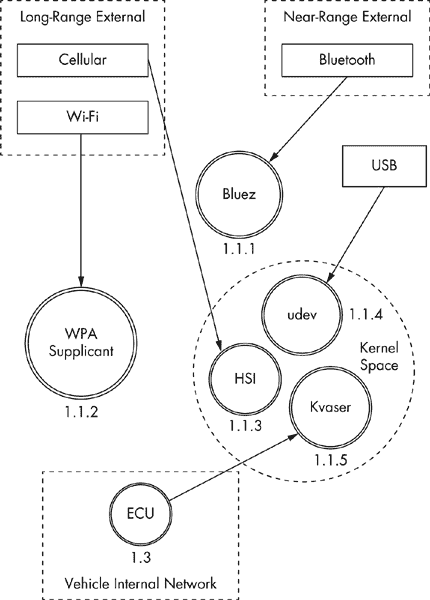 Long-Range External
Near-Range External
Cellular
Bluetooth
Wi-Fi
USB
Bluez
1.1.1
udev
1.1.4
WPA
Supplicant
Kernel
Space
HSI
Kvaser
1.1.2
1.1.3
1.1.5
ECU
1.3
Vehicle Internal Network